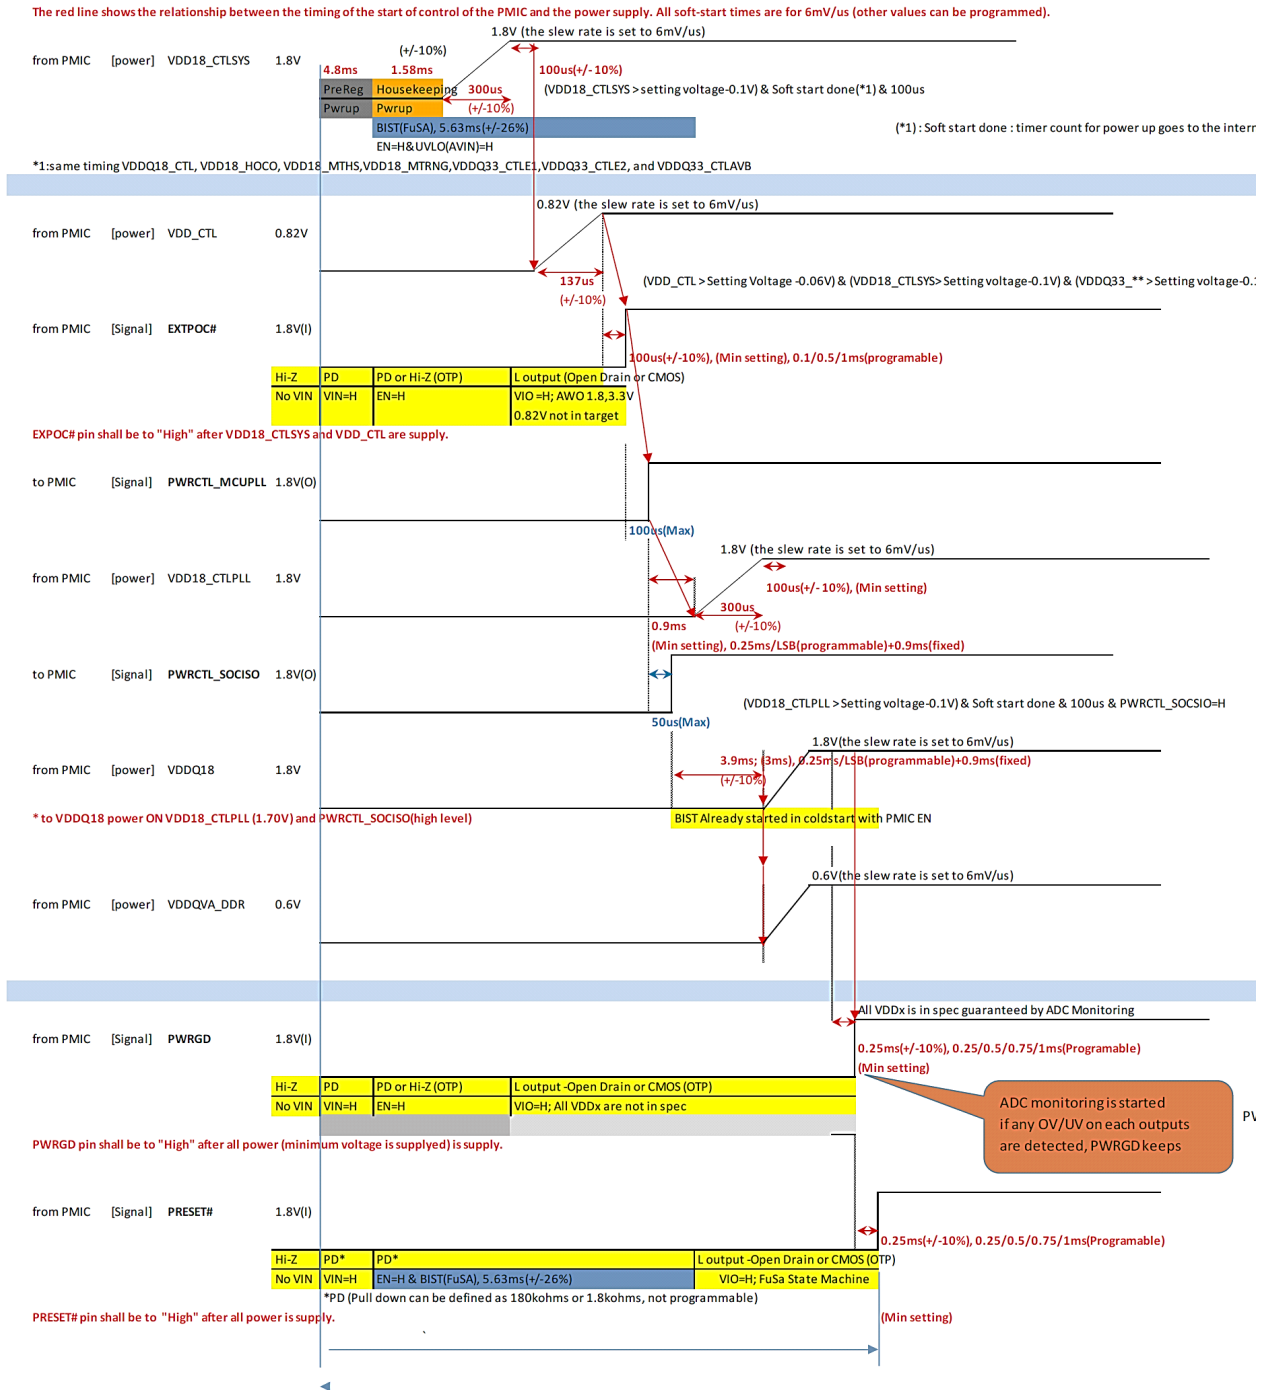 The red line shows the relationship between the timing of the start of control of the PMIC and the power supply. All soft-start times are for 6mV/us (other values can be programmed).
1.8V (the slew rate is set to 6mV/us)
(+/-10%)
from PMIC [power] VDD18_CTLSYS 1.8V
4.8ms 1.58ms 100us(+/-10%)
PreReg Housekeeping 300us (VDD18_CTLSYS > setting voltage-0.1V) & Soft start done(*1) & 100us
Pwrup Pwrup (+/-10%)
BIST(FuSA), 5.63ms(+/-26%) (*1) : Soft start done : timer count for power up goes to the interr
EN=H&UVLO(AVIN)=H
*1:same timing VDDQ18_CTL, VDD18_HOCO, VDD18_MTHS,VDD18_MTRNG,VDDQ33_CTLE1,VDDQ33_CTLE2, and VDDQ33_CTLAVB
0.82V (the slew rate is set to 6mV/us)
from PMIC [power] VDD_CTL 0.82V
137us (VDD_CTL > Setting Voltage -0.06V) & (VDD18_CTLSYS> Setting voltage-0.1V) & (VDDQ33_** > Setting voltage-0.1
(+/-10%)
from PMIC [Signal] EXTPOC# 1.8V(I)
100us(+/-10%), (Min setting), 0.1/0.5/1ms(programable)
Hi-Z PD PD or Hi-Z (OTP) L output (Open Drain or CMOS)
No VIN VIN=H EN=H VIO =H; AWO 1.8,3.3V
0.82V not in target
EXPOC# pin shall be to "High" after VDD18_CTLSYS and VDD_CTL are supply.
to PMIC [Signal] PWRCTL_MCUPLL 1.8V(O)
100us(Max)
1.8V (the slew rate is set to 6mV/us)
from PMIC [power] VDD18_CTLPLL 1.8V
100us(+/-10%), (Min setting)
300us
0.9ms (+/-10%)
(Min setting), 0.25ms/LSB(programmable)+0.9ms(fixed)
to PMIC [Signal] PWRCTL_SOCISO 1.8V(O)
(VDD18_CTLPLL > Setting voltage-0.1V) & Soft start done & 100us & PWRCTL_SOCSIO=H
50us(Max)
1.8V(the slew rate is set to 6mV/us)
3.9ms; (3ms), 0.25ms/LSB(programmable)+0.9ms(fixed)
from PMIC [power] VDDQ18 1.8V
(+/-10%)
* to VDDQ18 power ON VDD18_CTLPLL (1.70V) and PWRCTL_SOCISO(high level) BIST Already started in coldstart with PMIC EN
0.6V(the slew rate is set to 6mV/us)
from PMIC [power] VDDQVA_DDR 0.6V
All VDDx is in spec guaranteed by ADC Monitoring
from PMIC [Signal] PWRGD 1.8V(I)
0.25ms(+/-10%), 0.25/0.5/0.75/1ms(Programable)
(Min setting)
Hi-Z PD PD or Hi-Z (OTP) L output -Open Drain or CMOS (OTP)
No VIN VIN=H EN=H VIO=H; All VDDx are not in spec
ADC monitoring is started
if any OV/UV on each outputs
are detected, PWRGD keeps
PWRGD pin shall be to "High" after all power (minimum voltage is supplyed) is supply.
from PMIC [Signal] PRESET# 1.8V(I)
0.25ms(+/-10%), 0.25/0.5/0.75/1ms(Programable)
Hi-Z PD* PD* L output -Open Drain or CMOS (OTP)
No VIN VIN=H EN=H & BIST(FuSA), 5.63ms(+/-26%) VIO=H; FuSa State Machine
*PD (Pull down can be defined as 180kohms or 1.8kohms, not programmable)
PRESET# pin shall be to "High" after all power is supply. (Min setting)